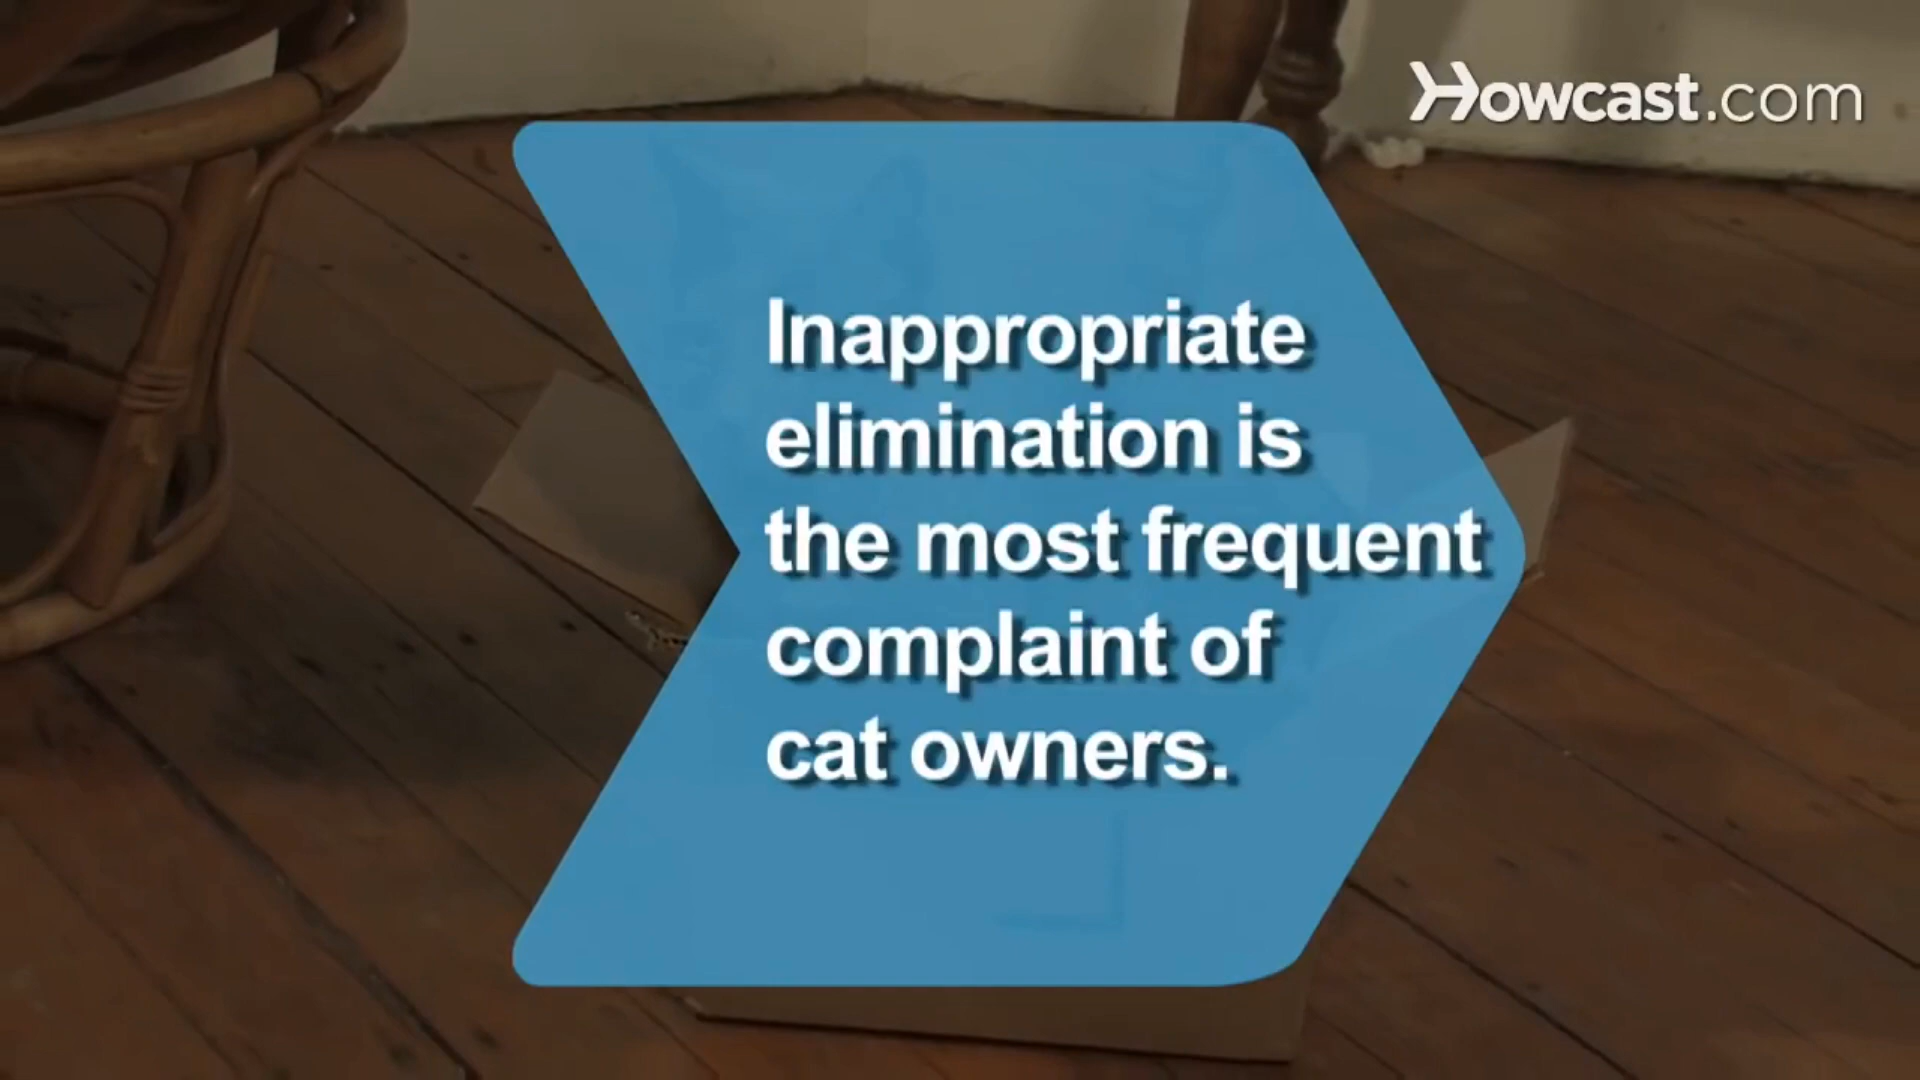 Howcast.com
Inappropriate
elimination is
the most frequent
complaint of
cat owners.